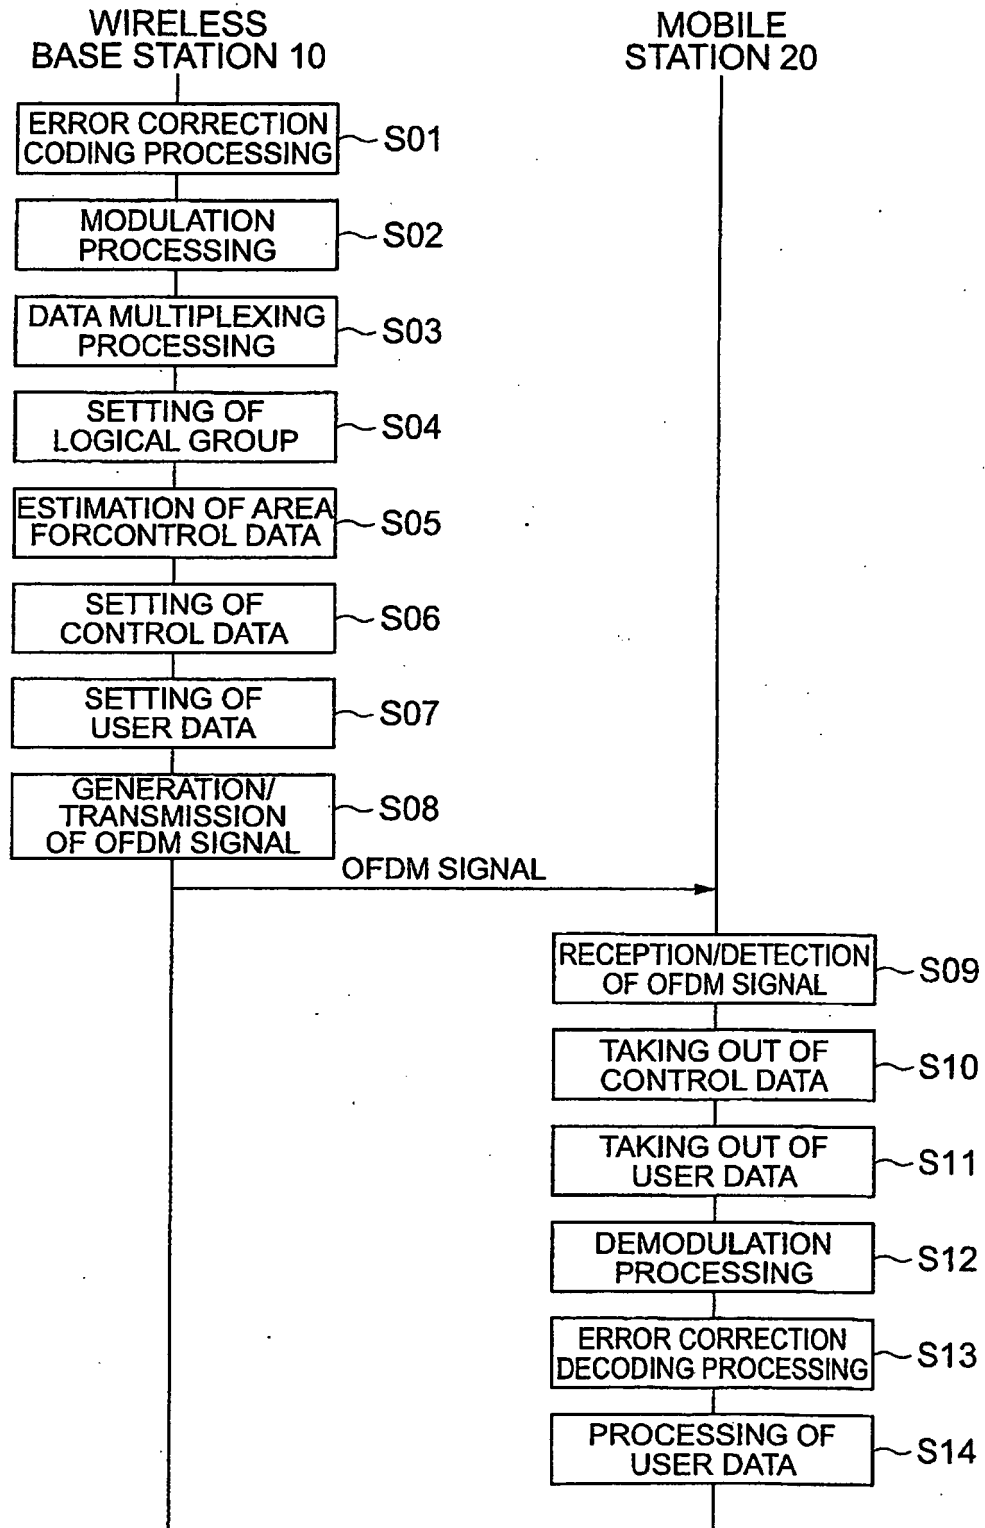 WIRELESS
BASE STATION 10
MOBILE
STATION 20
ERROR CORRECTION
CODING PROCESSING
S01
MODULATION
PROCESSING
S02
DATA MULTIPLEXING
PROCESSING
S03
SETTING OF
LOGICAL GROUP
S04
ESTIMATION OF AREA
FORCONTROL DATA
S05
SETTING OF
CONTROL DATA
S06
SETTING OF
USER DATA
S07
GENERATION/
TRANSMISSION
OF OFDM SIGNAL
S08
OFDM SIGNAL
RECEPTION/DETECTION
OF OFDM SIGNAL
S09
TAKING OUT OF
CONTROL DATA
S10
TAKING OUT OF
USER DATA
S11
DEMODULATION
PROCESSING
S12
ERROR CORRECTION
DECODING PROCESSING
S13
PROCESSING OF
USER DATA
S14